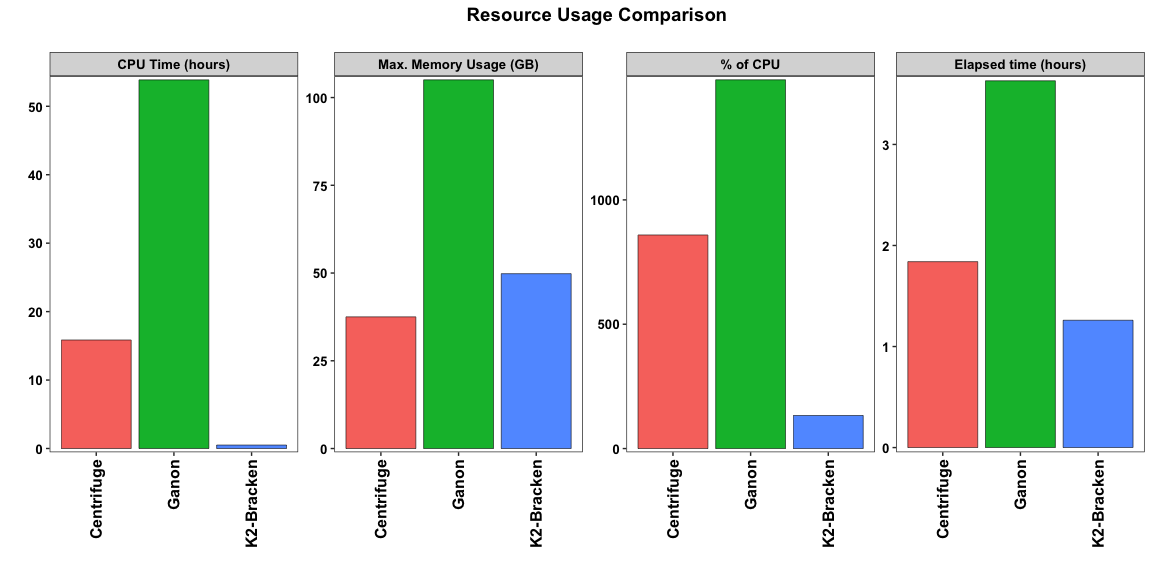 Resource Usage Comparison
CPU Time (hours)
50
40
30
20
10
0
Centrifuge
Ganon
K2-Bracken
Max. Memory Usage (GB)
100
75
50
25
0
Centrifuge
Ganon
K2-Bracken
% of CPU
1000
500
0
Centrifuge
Ganon
K2-Bracken
Elapsed time (hours)
3
2
1
0
Centrifuge
Ganon
K2-Bracken